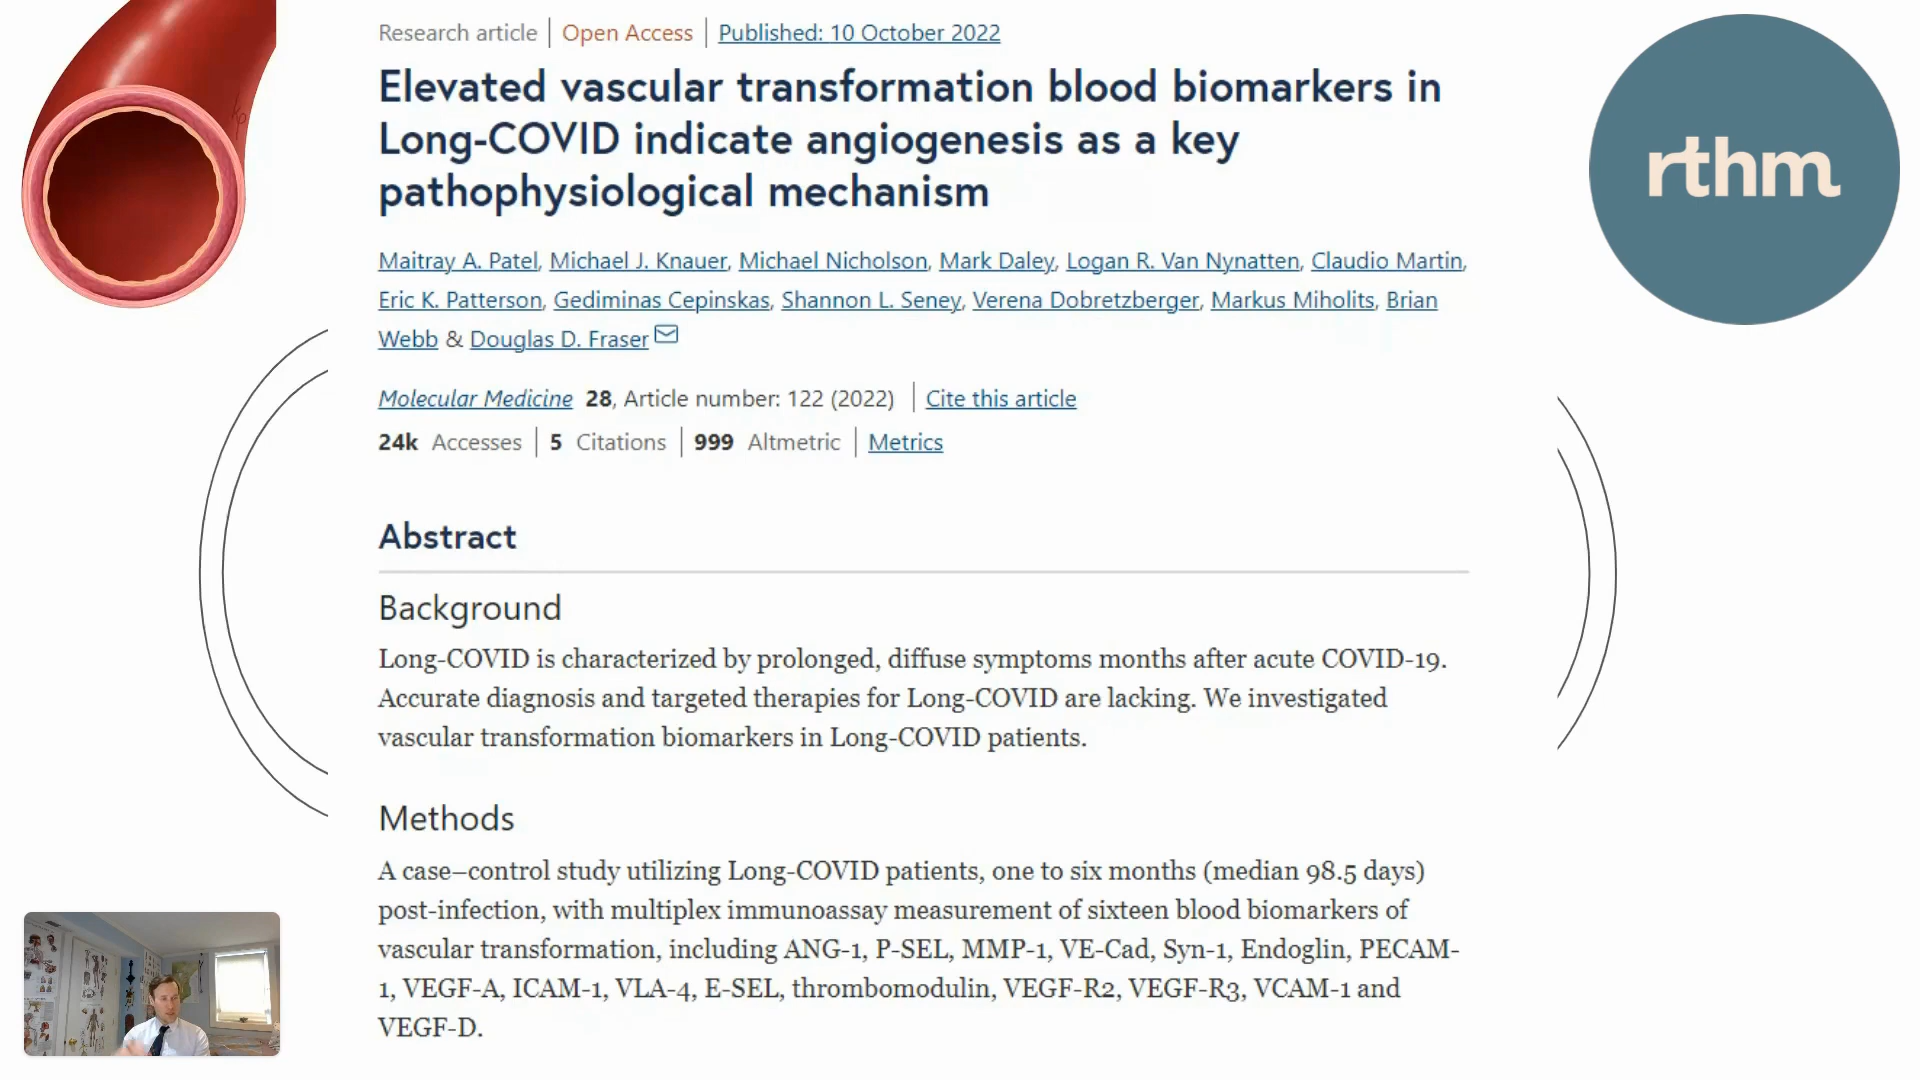 Research article | Open Access | Published: 10 October 2022
Elevated vascular transformation blood biomarkers in
Long-COVID indicate angiogenesis as a key
pathophysiological mechanism
Maitray A. Patel, Michael J. Knauer, Michael Nicholson, Mark Daley, Logan R. Van Nynatten, Claudio Martin,
Eric K. Patterson, Gediminas Cepinskas, Shannon L. Seney, Verena Dobretzberger, Markus Miholits, Brian
Webb & Douglas D. Fraser
Molecular Medicine 28, Article number: 122 (2022) | Cite this article
24k Accesses | 5 Citations | 999 Altmetric | Metrics
Abstract
Background
Long-COVID is characterized by prolonged, diffuse symptoms months after acute COVID-19.
Accurate diagnosis and targeted therapies for Long-COVID are lacking. We investigated
vascular transformation biomarkers in Long-COVID patients.
Methods
A case–control study utilizing Long-COVID patients, one to six months (median 98.5 days)
post-infection, with multiplex immunoassay measurement of sixteen blood biomarkers of
vascular transformation, including ANG-1, P-SEL, MMP-1, VE-Cad, Syn-1, Endoglin, PECAM-
1, VEGF-A, ICAM-1, VLA-4, E-SEL, thrombomodulin, VEGF-R2, VEGF-R3, VCAM-1 and
VEGF-D.
rthm